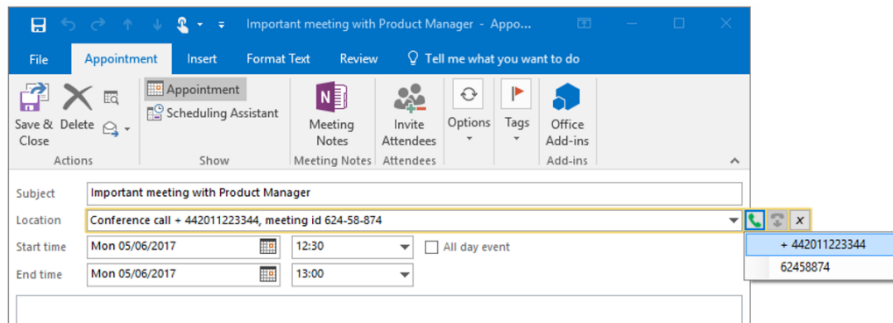 Important meeting with Product Manager - Appo...
File Appointment Insert Format Text Review Tell me what you want to do
Save & Close
Delete
Actions
Appointment
Scheduling Assistant
Show
N
Meeting Notes
Meeting Notes
Invite Attendees
Attendees
Options
Tags
Office Add-ins
Add-ins
Subject Important meeting with Product Manager
Location Conference call + 442011223344, meeting id 624-58-874 x
+ 442011223344
62458874
Start time Mon 05/06/2017 12:30 All day event
End time Mon 05/06/2017 13:00